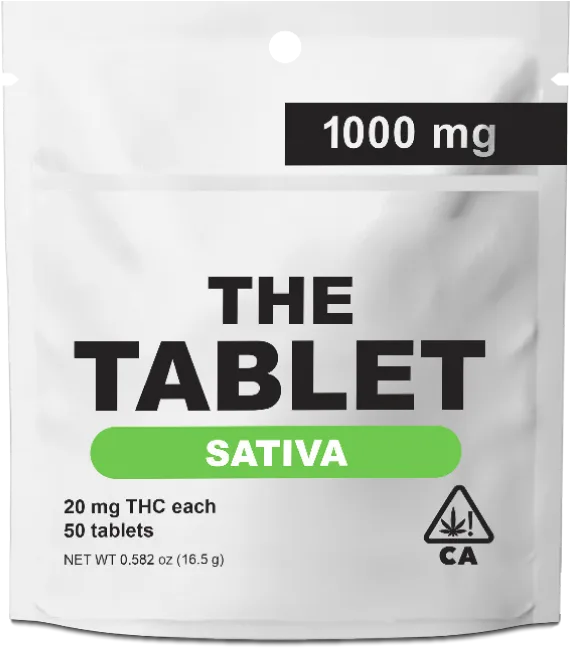 1000 mg
THE
TABLET
SATIVA
20 mg THC each
50 tablets
NET WT 0.582 oz (16.5 g)
!
CA